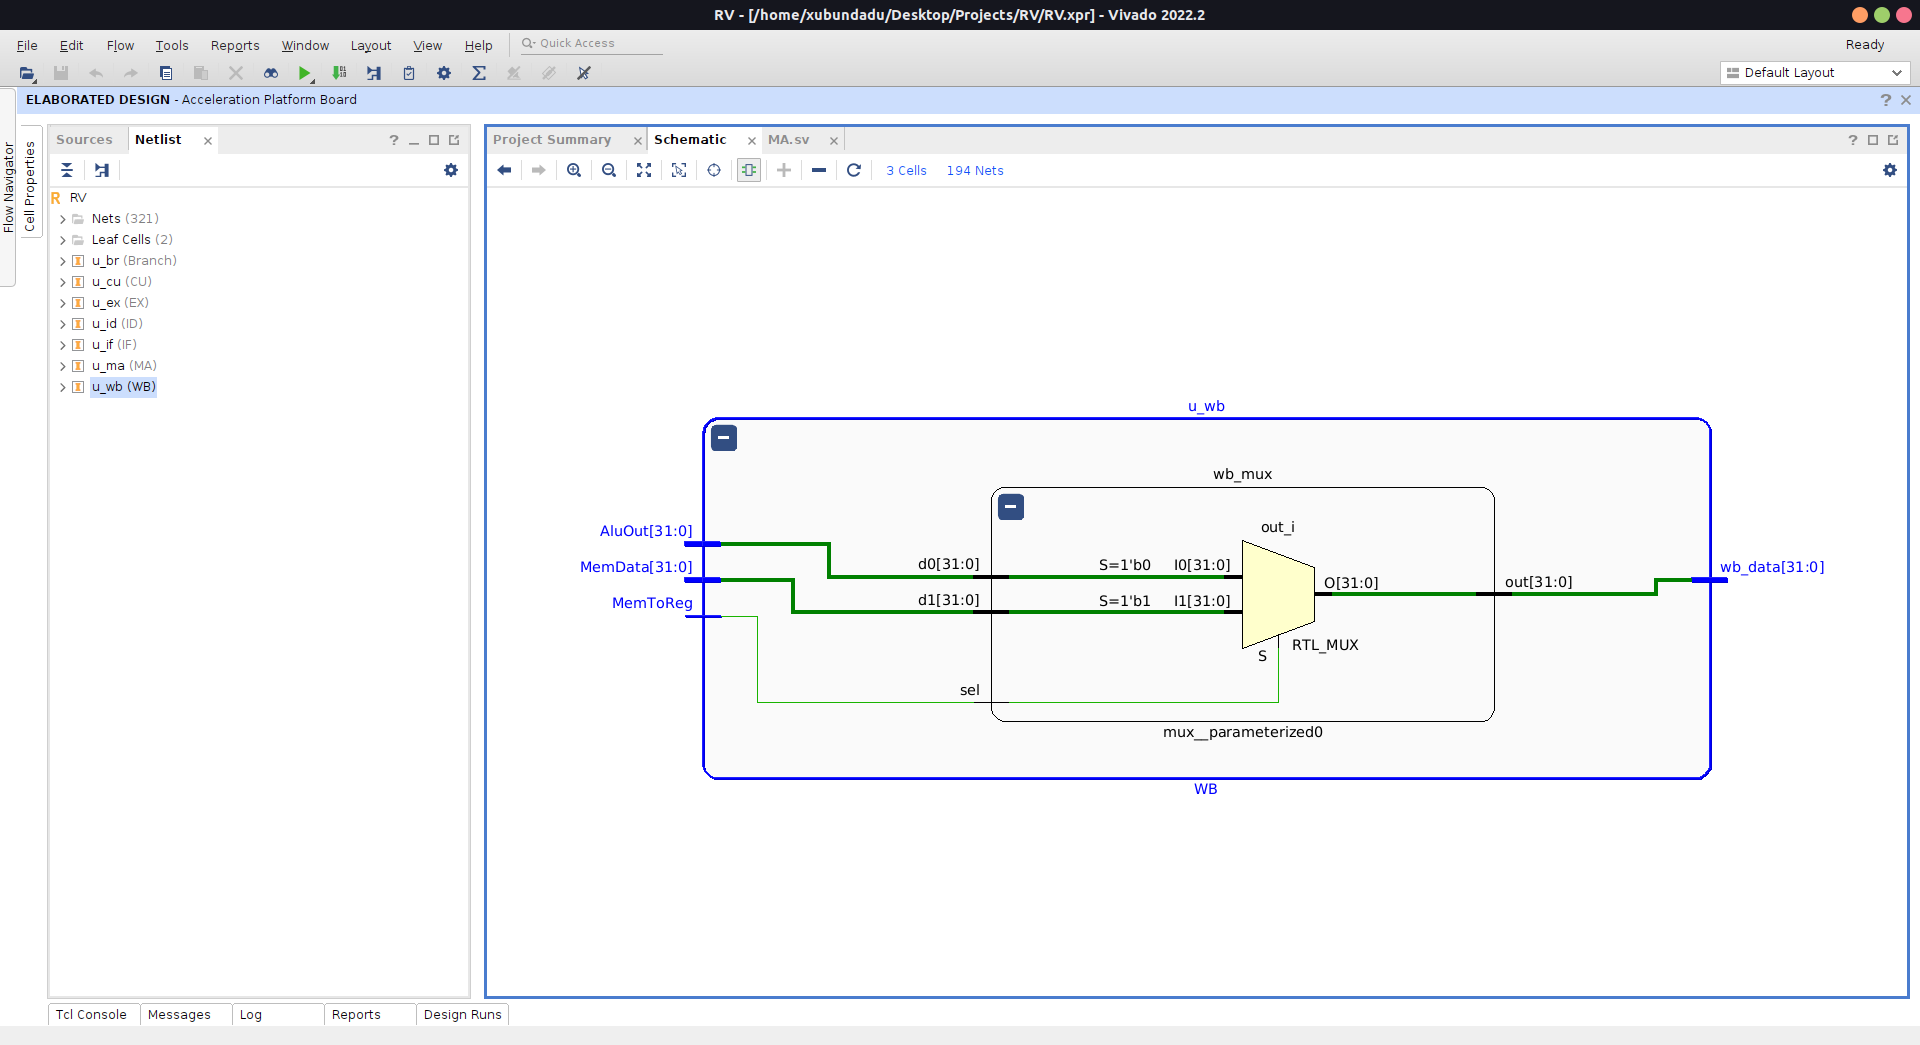 RV - [/home/xubundadu/Desktop/Projects/RV/RV.xpr] - Vivado 2022.2
File Edit Flow Tools Reports Window Layout View Help Quick Access Ready
Default Layout
ELABORATED DESIGN - Acceleration Platform Board
Flow Navigator
Cell Properties
Sources Netlist
Project Summary Schematic MA.sv
3 Cells 194 Nets
RV
Nets (321)
Leaf Cells (2)
u_br (Branch)
u_cu (CU)
u_ex (EX)
u_id (ID)
u_if (IF)
u_ma (MA)
u_wb (WB)
u_wb
wb_mux
out_i
AluOut[31:0]
MemData[31:0]
MemToReg
d0[31:0] S=1'b0 I0[31:0]
d1[31:0] S=1'b1 I1[31:0]
O[31:0]
out[31:0]
wb_data[31:0]
S
RTL_MUX
sel
mux__parameterized0
WB
Tcl Console Messages Log Reports Design Runs